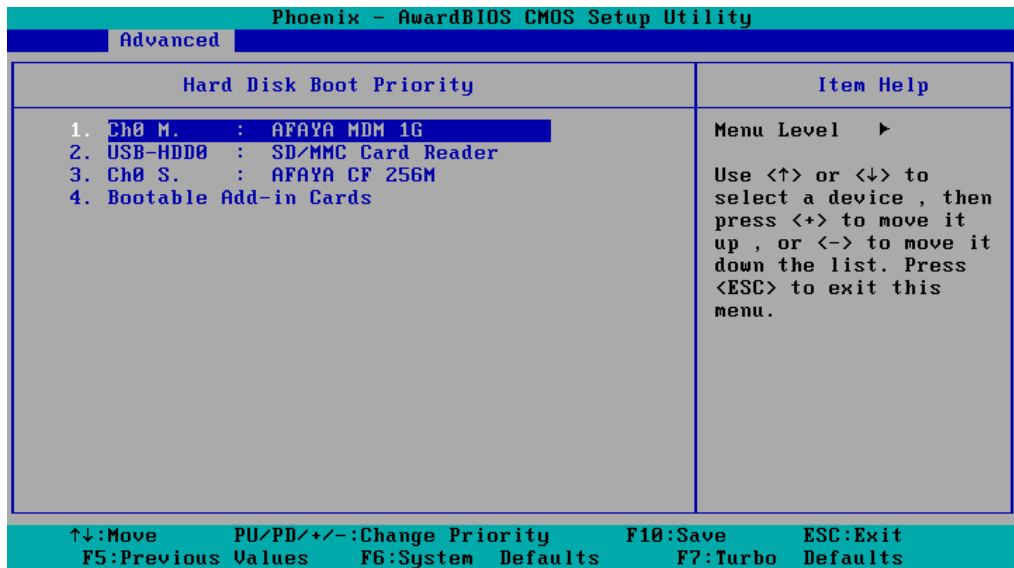 Phoenix - AwardBIOS CMOS Setup Utility
Advanced
Hard Disk Boot Priority
1. Ch0 M. : AFAYA MDM 1G
2. USB-HDD0 : SD/MMC Card Reader
3. Ch0 S. : AFAYA CF 256M
4. Bootable Add-in Cards
Item Help
Menu Level ►
Use <↑> or <↓> to
select a device , then
press <+> to move it
up , or <-> to move it
down the list. Press
<ESC> to exit this
menu.
↑↓:Move PU/PD/+/-:Change Priority F10:Save ESC:Exit
F5:Previous Values F6:System Defaults F7:Turbo Defaults